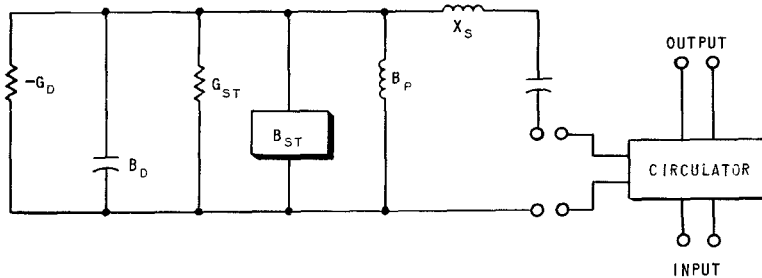 X_S
OUTPUT
-G_D
G_ST
B_P
B_ST
B_D
CIRCULATOR
INPUT